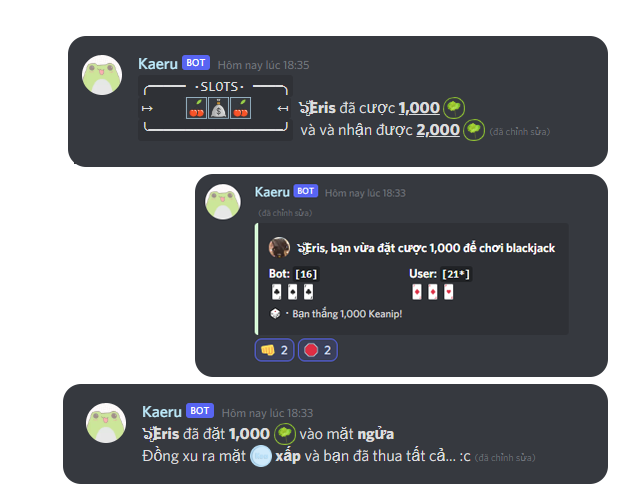 Kaeru BOT Hôm nay lúc 18:35
·SLOTS·
Eris đã cược 1,000
và và nhận được 2,000 (đã chỉnh sửa)
Kaeru BOT Hôm nay lúc 18:33
(đã chỉnh sửa)
Eris, bạn vừa đặt cược 1,000 để chơi blackjack
Bot: [16] User: [21*]
· Bạn thắng 1,000 Keanip!
2 2
Kaeru BOT Hôm nay lúc 18:33
Eris đã đặt 1,000 vào mặt ngửa
Đồng xu ra mặt xấp và bạn đã thua tất cả... :c (đã chỉnh sửa)